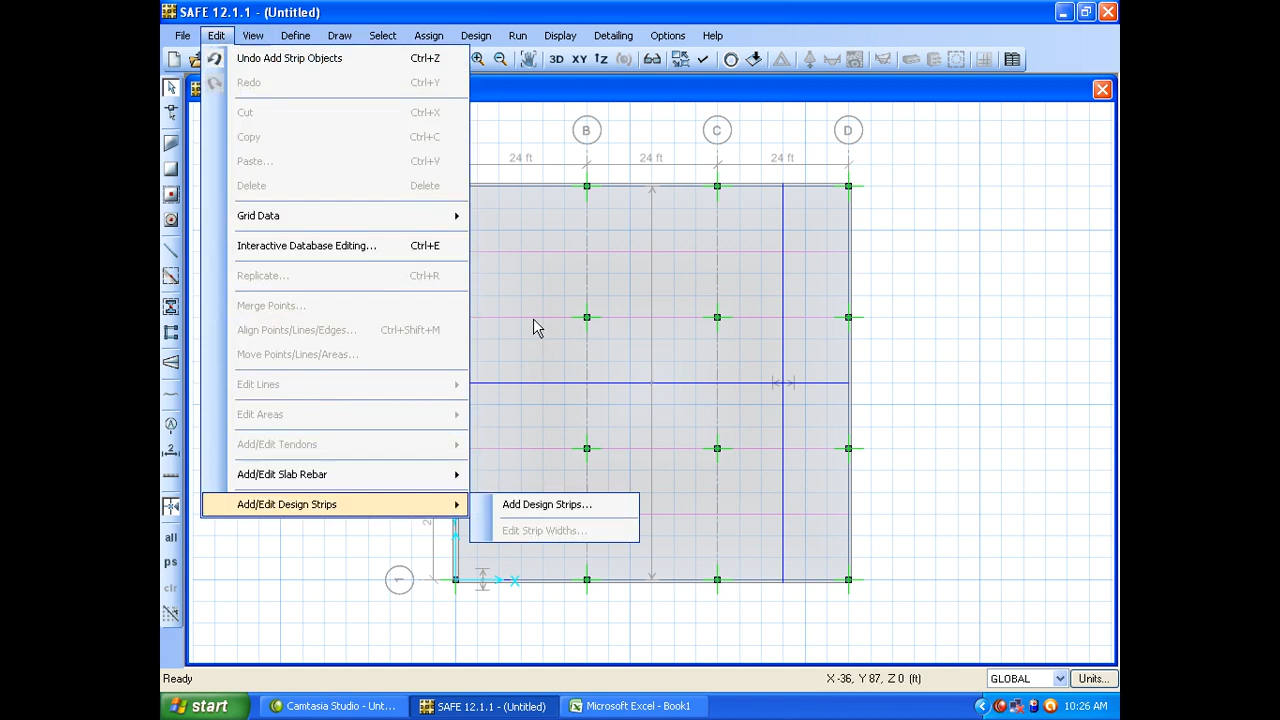 SAFE 12.1.1 - (Untitled)
File Edit View Define Draw Select Assign Design Run Display Detailing Options Help
Undo Add Strip Objects Ctrl+Z
Redo Ctrl+Y
Cut Ctrl+X
Copy Ctrl+C
Paste... Ctrl+V
Delete Delete
Grid Data
Interactive Database Editing... Ctrl+E
Replicate... Ctrl+R
Merge Points...
Align Points/Lines/Edges... Ctrl+Shift+M
Move Points/Lines/Areas...
Edit Lines
Edit Areas
Add/Edit Tendons
Add/Edit Slab Rebar
Add/Edit Design Strips
Add Design Strips...
Edit Strip Widths...
3D XY
B C D
24 ft 24 ft 24 ft
2
1
X
all
ps
clr
Ready
X -36, Y 87, Z 0 (ft)
GLOBAL
Units...
start
Camtasia Studio - Unt...
SAFE 12.1.1 - (Untitled)
Microsoft Excel - Book1
10:26 AM